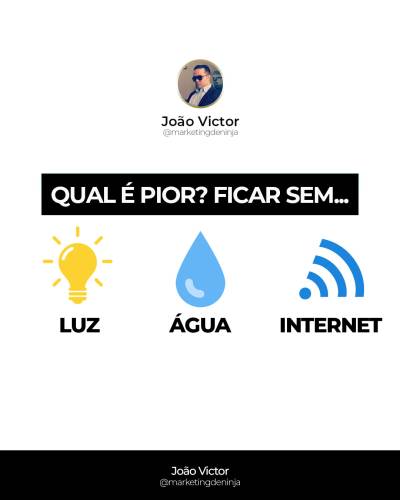 João Victor
@marketingdeninja
QUAL É PIOR? FICAR SEM...
LUZ
ÁGUA
INTERNET
João Victor
@marketingdeninja